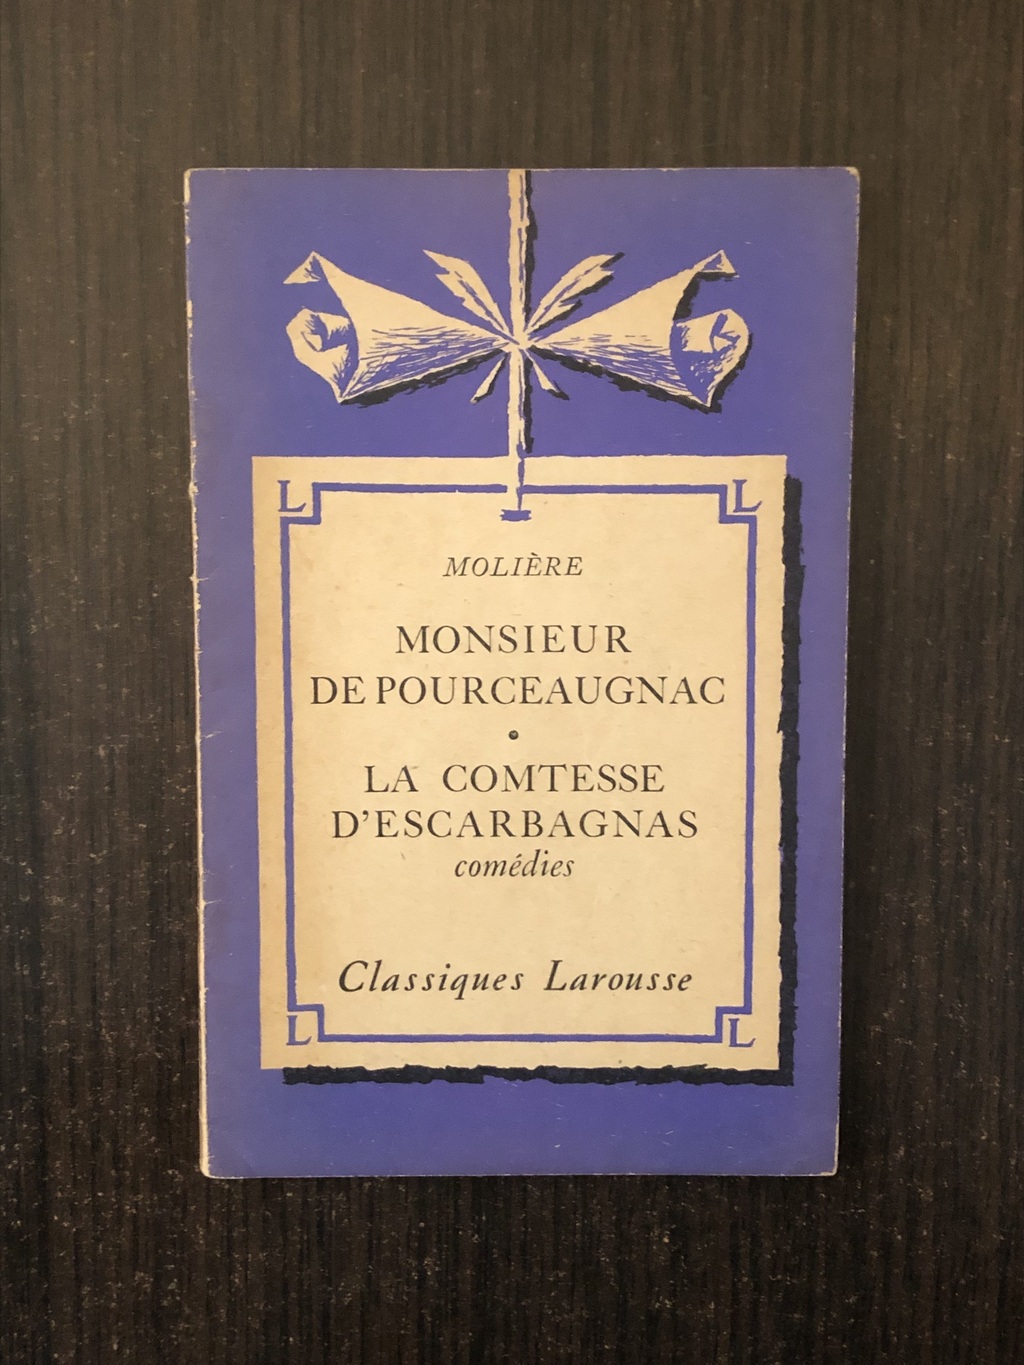 L L
MOLIÈRE
MONSIEUR
DE POURCEAUGNAC
•
LA COMTESSE
D'ESCARBAGNAS
comédies
Classiques Larousse
L L